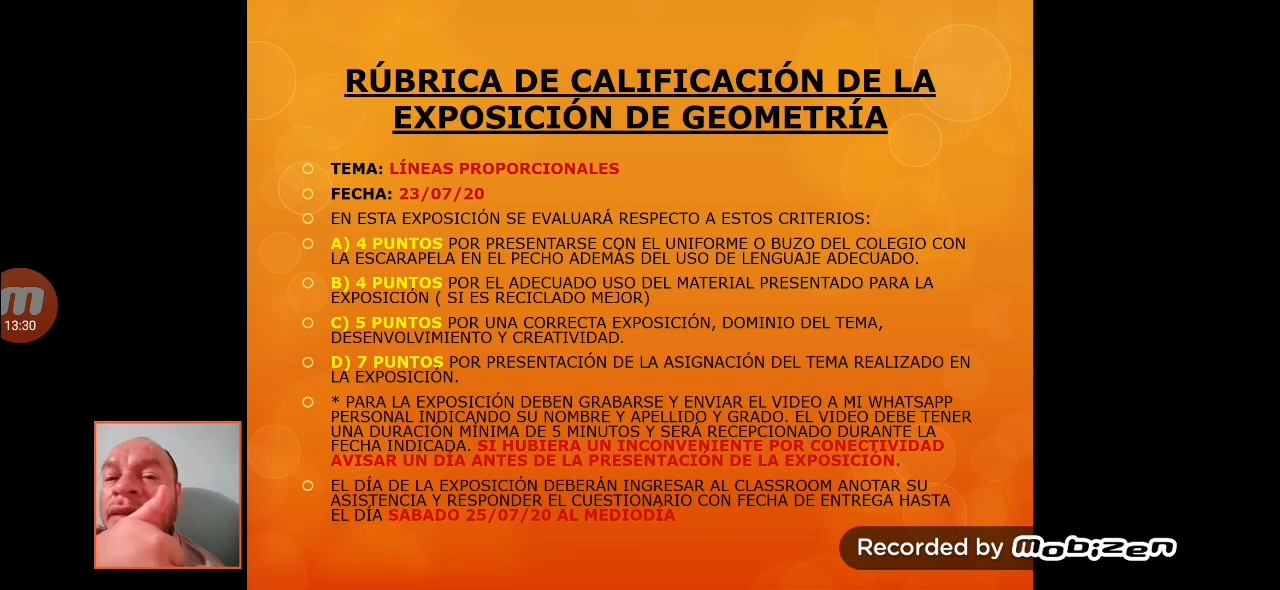 RÚBRICA DE CALIFICACIÓN DE LA
EXPOSICIÓN DE GEOMETRÍA
TEMA: LÍNEAS PROPORCIONALES
FECHA: 23/07/20
EN ESTA EXPOSICIÓN SE EVALUARÁ RESPECTO A ESTOS CRITERIOS:
A) 4 PUNTOS POR PRESENTARSE CON EL UNIFORME O BUZO DEL COLEGIO CON
LA ESCARAPELA EN EL PECHO ADEMÁS DEL USO DE LENGUAJE ADECUADO.
B) 4 PUNTOS POR EL ADECUADO USO DEL MATERIAL PRESENTADO PARA LA
EXPOSICIÓN ( SI ES RECICLADO MEJOR)
C) 5 PUNTOS POR UNA CORRECTA EXPOSICIÓN, DOMINIO DEL TEMA,
DESENVOLVIMIENTO Y CREATIVIDAD.
D) 7 PUNTOS POR PRESENTACIÓN DE LA ASIGNACIÓN DEL TEMA REALIZADO EN
LA EXPOSICIÓN.
* PARA LA EXPOSICIÓN DEBEN GRABARSE Y ENVIAR EL VIDEO A MI WHATSAPP
PERSONAL INDICANDO SU NOMBRE Y APELLIDO Y GRADO. EL VIDEO DEBE TENER
UNA DURACIÓN MÍNIMA DE 5 MINUTOS Y SERÁ RECEPCIONADO DURANTE LA
FECHA INDICADA. SI HUBIERA UN INCONVENIENTE POR CONECTIVIDAD
AVISAR UN DÍA ANTES DE LA PRESENTACIÓN DE LA EXPOSICIÓN.
EL DÍA DE LA EXPOSICIÓN DEBERÁN INGRESAR AL CLASSROOM ANOTAR SU
ASISTENCIA Y RESPONDER EL CUESTIONARIO CON FECHA DE ENTREGA HASTA
EL DÍA SABADO 25/07/20 AL MEDIODÍA
m
13:30
Recorded by mobizen